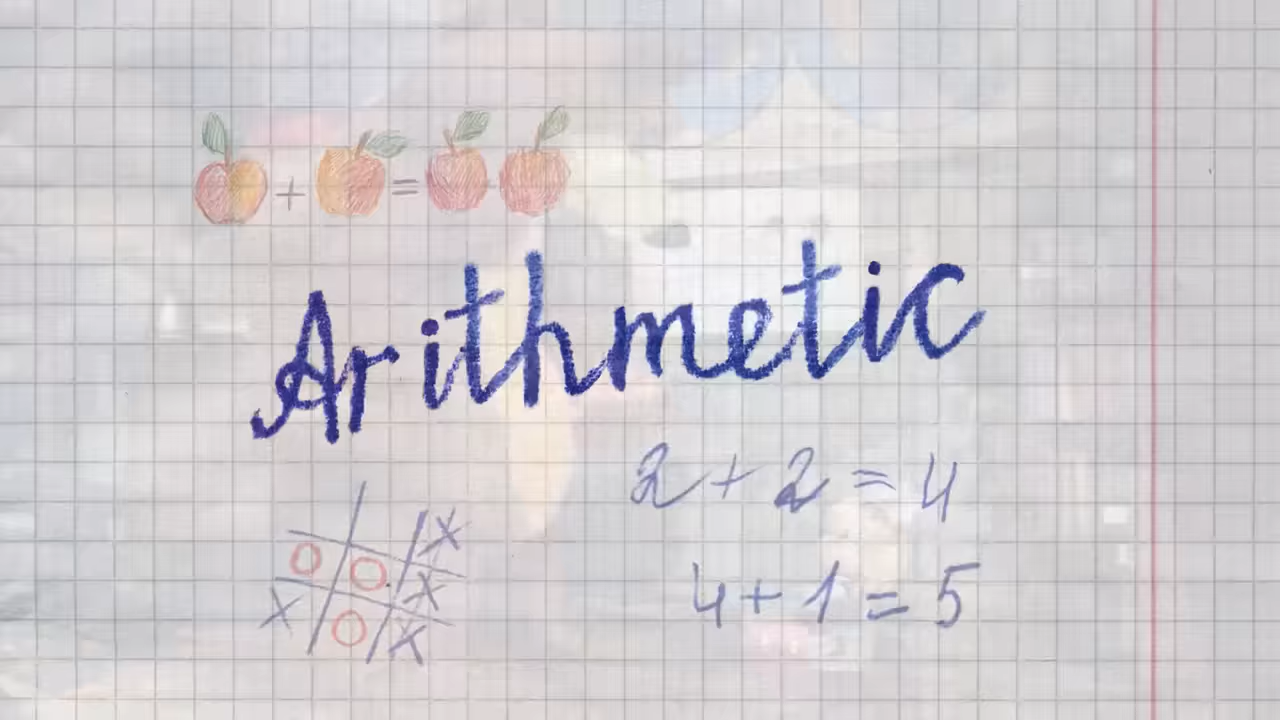 + =
Arithmetic
2 + 2 = 4
4 + 1 = 5
X
O O X
X O X